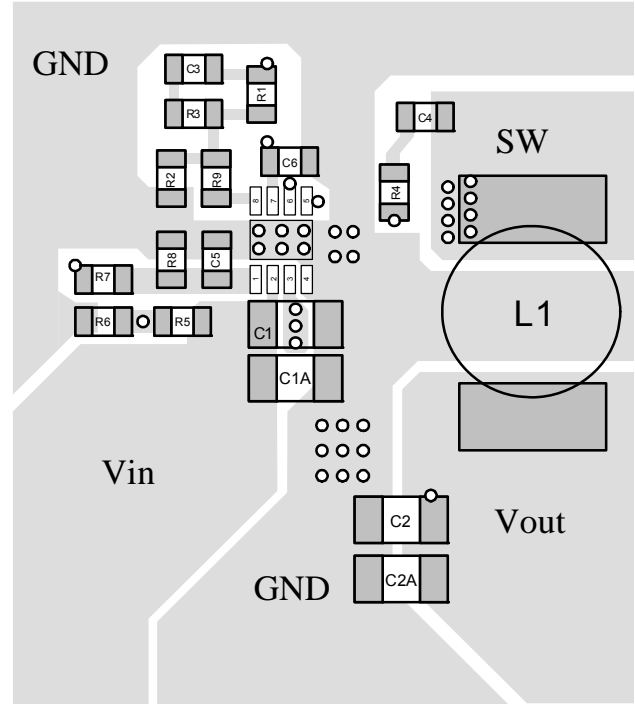 GND
C3
R1
R3
C4
SW
C6
R2
R9
R4
8 7 6 5
R8
C5
R7
1 2 3 4
R6
R5
C1
L1
C1A
Vin
C2
Vout
C2A
GND